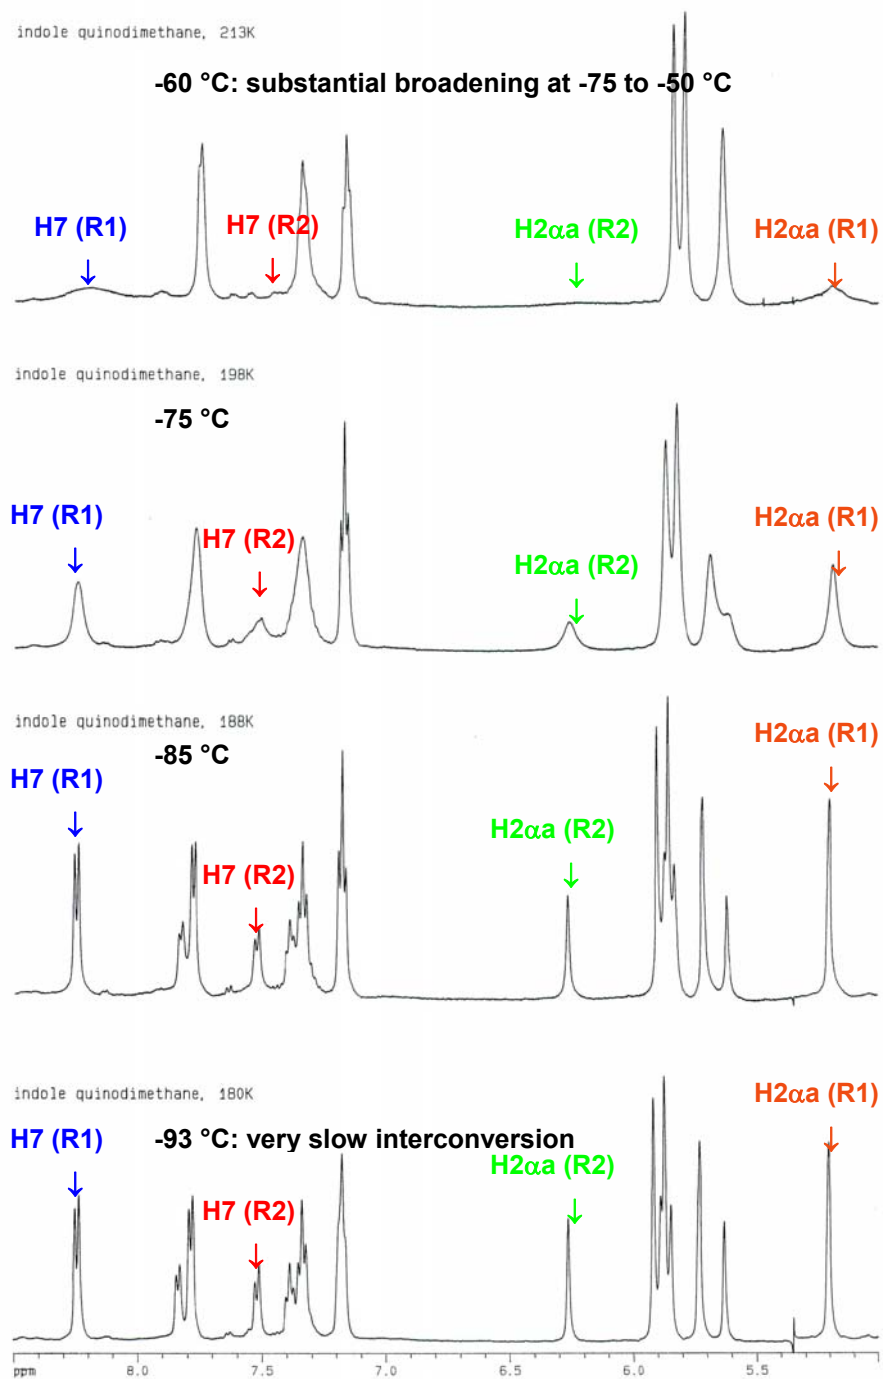 indole quinodimethane, 213K
-60 °C: substantial broadening at -75 to -50 °C
H7 (R1)
H7 (R2)
H2αa (R2)
H2αa (R1)
indole quinodimethane, 198K
-75 °C
H7 (R1)
H7 (R2)
H2αa (R2)
H2αa (R1)
indole quinodimethane, 188K
-85 °C
H2αa (R1)
H7 (R1)
H2αa (R2)
H7 (R2)
indole quinodimethane, 180K
H2αa (R1)
H7 (R1)
-93 °C: very slow interconversion
H2αa (R2)
H7 (R2)
ppm 8.0 7.5 7.0 6.5 6.0 5.5